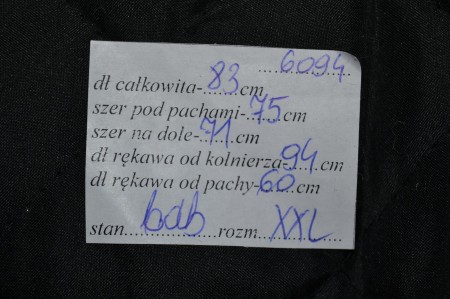 6094
dł całkowita-83cm
szer pod pachami-75cm
szer na dole-71cm
dł rękawa od kolnierza-94cm
dł rękawa od pachy-60cm
stan bdb rozm. XXL